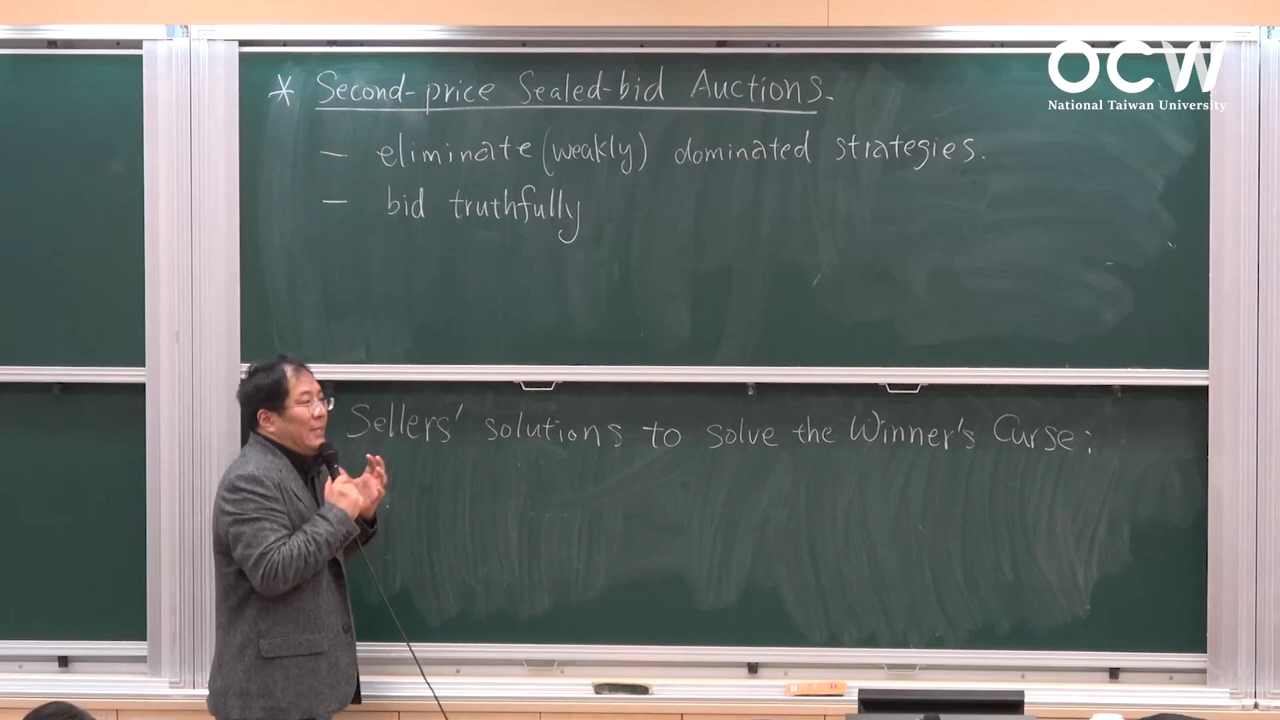 OCW
National Taiwan University
* Second-price Sealed-bid Auctions.
— eliminate (weakly) dominated strategies.
— bid truthfully
Sellers' solutions to solve the Winner's Curse: